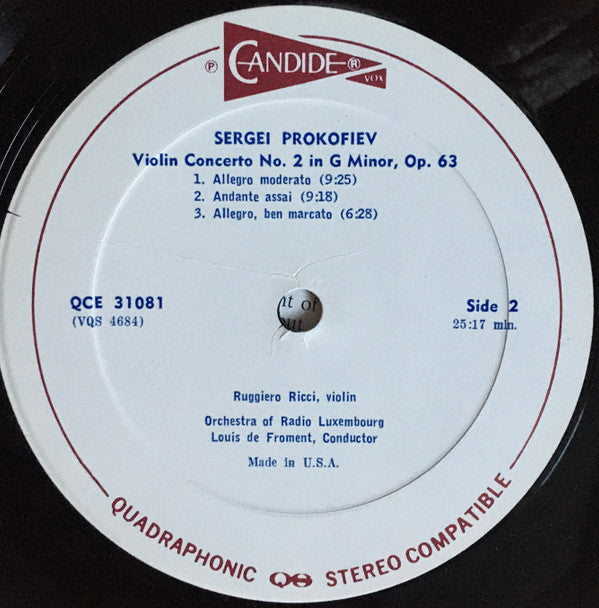 ℗ CANDIDE ®
VOX
SERGEI PROKOFIEV
Violin Concerto No. 2 in G Minor, Op. 63
1. Allegro moderato (9:25)
2. Andante assai (9:18)
3. Allegro, ben marcato (6:28)
QCE 31081
(VQS 4684)
Side 2
25:17 min.
of
Ruggiero Ricci, violin
Orchestra of Radio Luxembourg
Louis de Froment, Conductor
Made in U.S.A.
QUADRAPHONIC QS STEREO COMPATIBLE